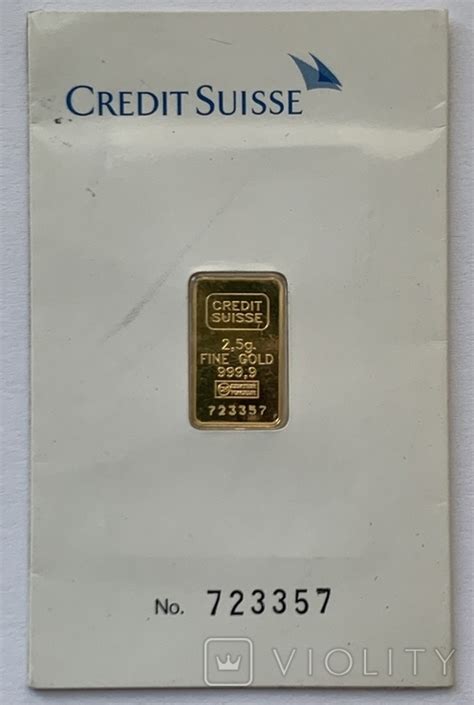 CREDIT SUISSE
CREDIT
SUISSE
2,5g.
FINE GOLD
999,9
723357
No. 723357
VIOLITY